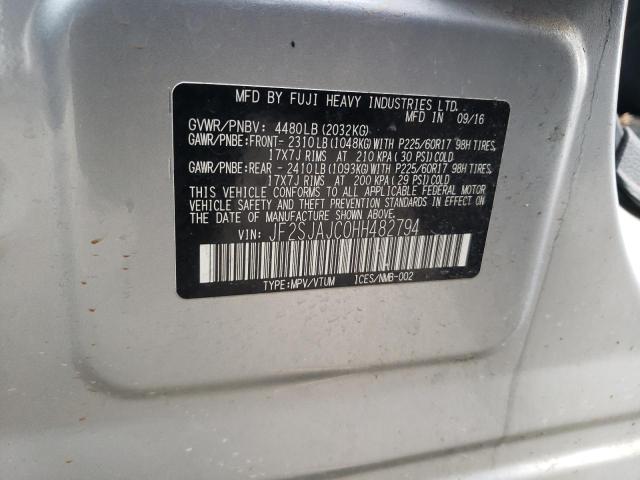 MFD BY FUJI HEAVY INDUSTRIES LTD.
MFD IN 09/16
GVWR/PNBV: 4480LB (2032KG)
GAWR/PNBE:FRONT- 2310LB (1048KG)WITH P225/60R17 98H TIRES,
17X7J RIMS AT 210 KPA (30 PSI)COLD
GAWR/PNBE:REAR - 2410LB (1093KG)WITH P225/60R17 98H TIRES,
17X7J RIMS AT 200 KPA (29 PSI)COLD
THIS VEHICLE CONFORMS TO ALL APPLICABLE FEDERAL MOTOR
VEHICLE SAFETY AND THEFT PREVENTION STANDARDS IN EFFECT
ON THE DATE OF MANUFACTURE SHOWN ABOVE.
VIN: JF2SJAJC0HH482794
TYPE:MPV/VTUM ICES/NMB-002